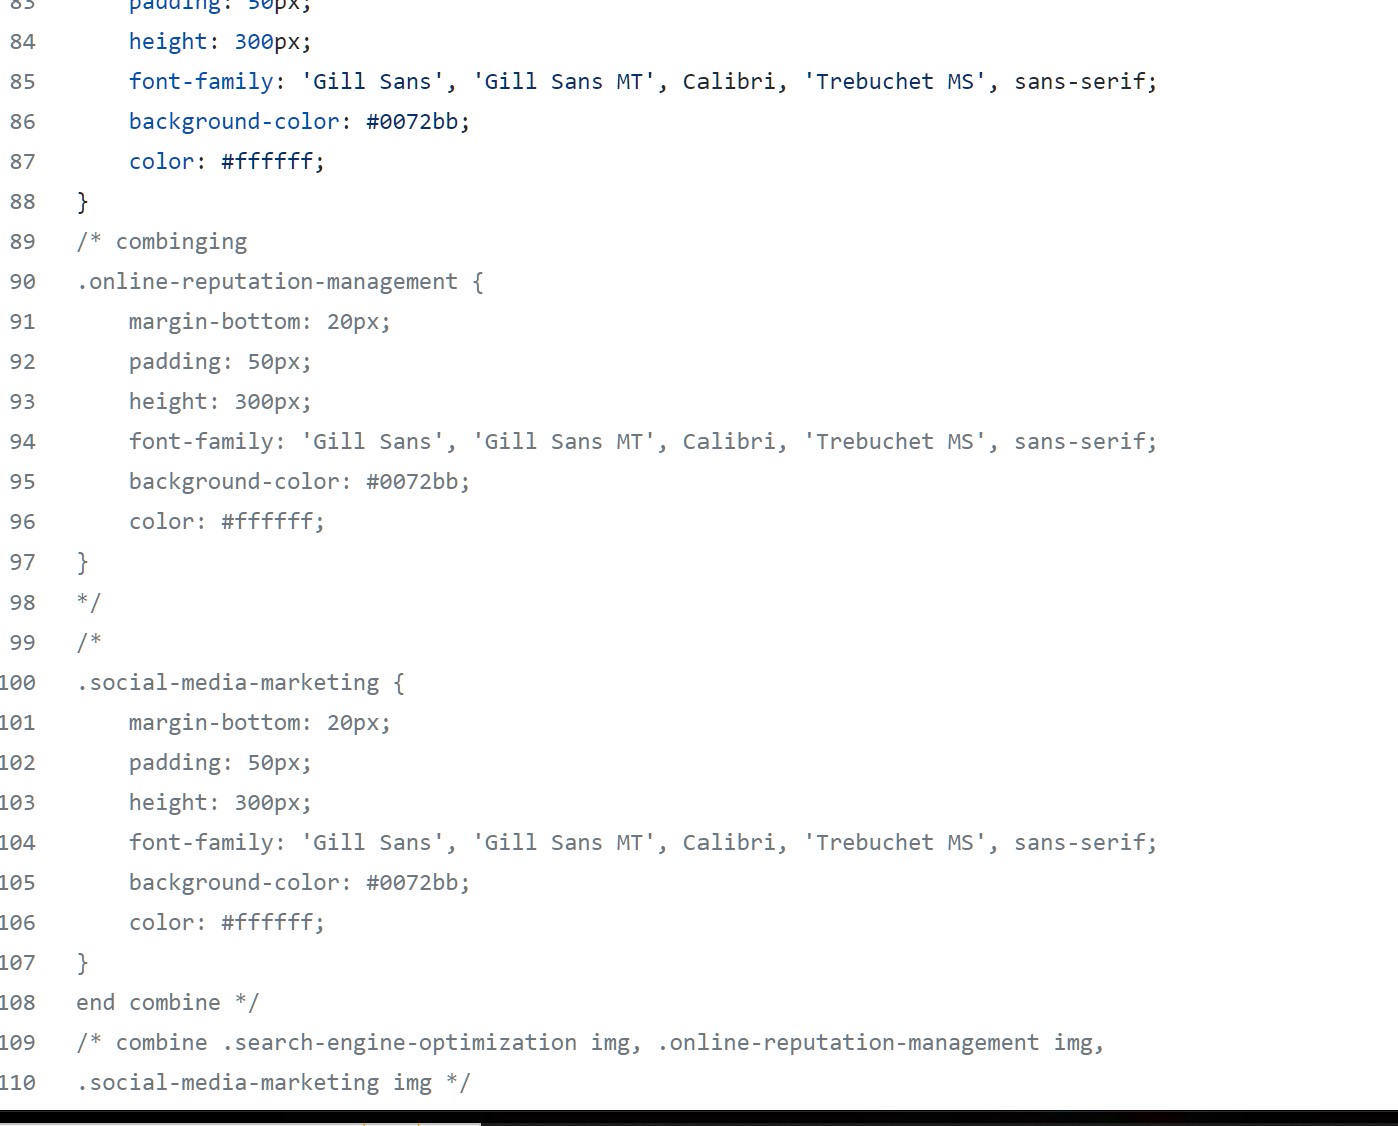 83 padding: 50px;
84 height: 300px;
85 font-family: 'Gill Sans', 'Gill Sans MT', Calibri, 'Trebuchet MS', sans-serif;
86 background-color: #0072bb;
87 color: #ffffff;
88 }
89 /* combinging
90 .online-reputation-management {
91 margin-bottom: 20px;
92 padding: 50px;
93 height: 300px;
94 font-family: 'Gill Sans', 'Gill Sans MT', Calibri, 'Trebuchet MS', sans-serif;
95 background-color: #0072bb;
96 color: #ffffff;
97 }
98 */
99 /*
100 .social-media-marketing {
101 margin-bottom: 20px;
102 padding: 50px;
103 height: 300px;
104 font-family: 'Gill Sans', 'Gill Sans MT', Calibri, 'Trebuchet MS', sans-serif;
105 background-color: #0072bb;
106 color: #ffffff;
107 }
108 end combine */
109 /* combine .search-engine-optimization img, .online-reputation-management img,
110 .social-media-marketing img */